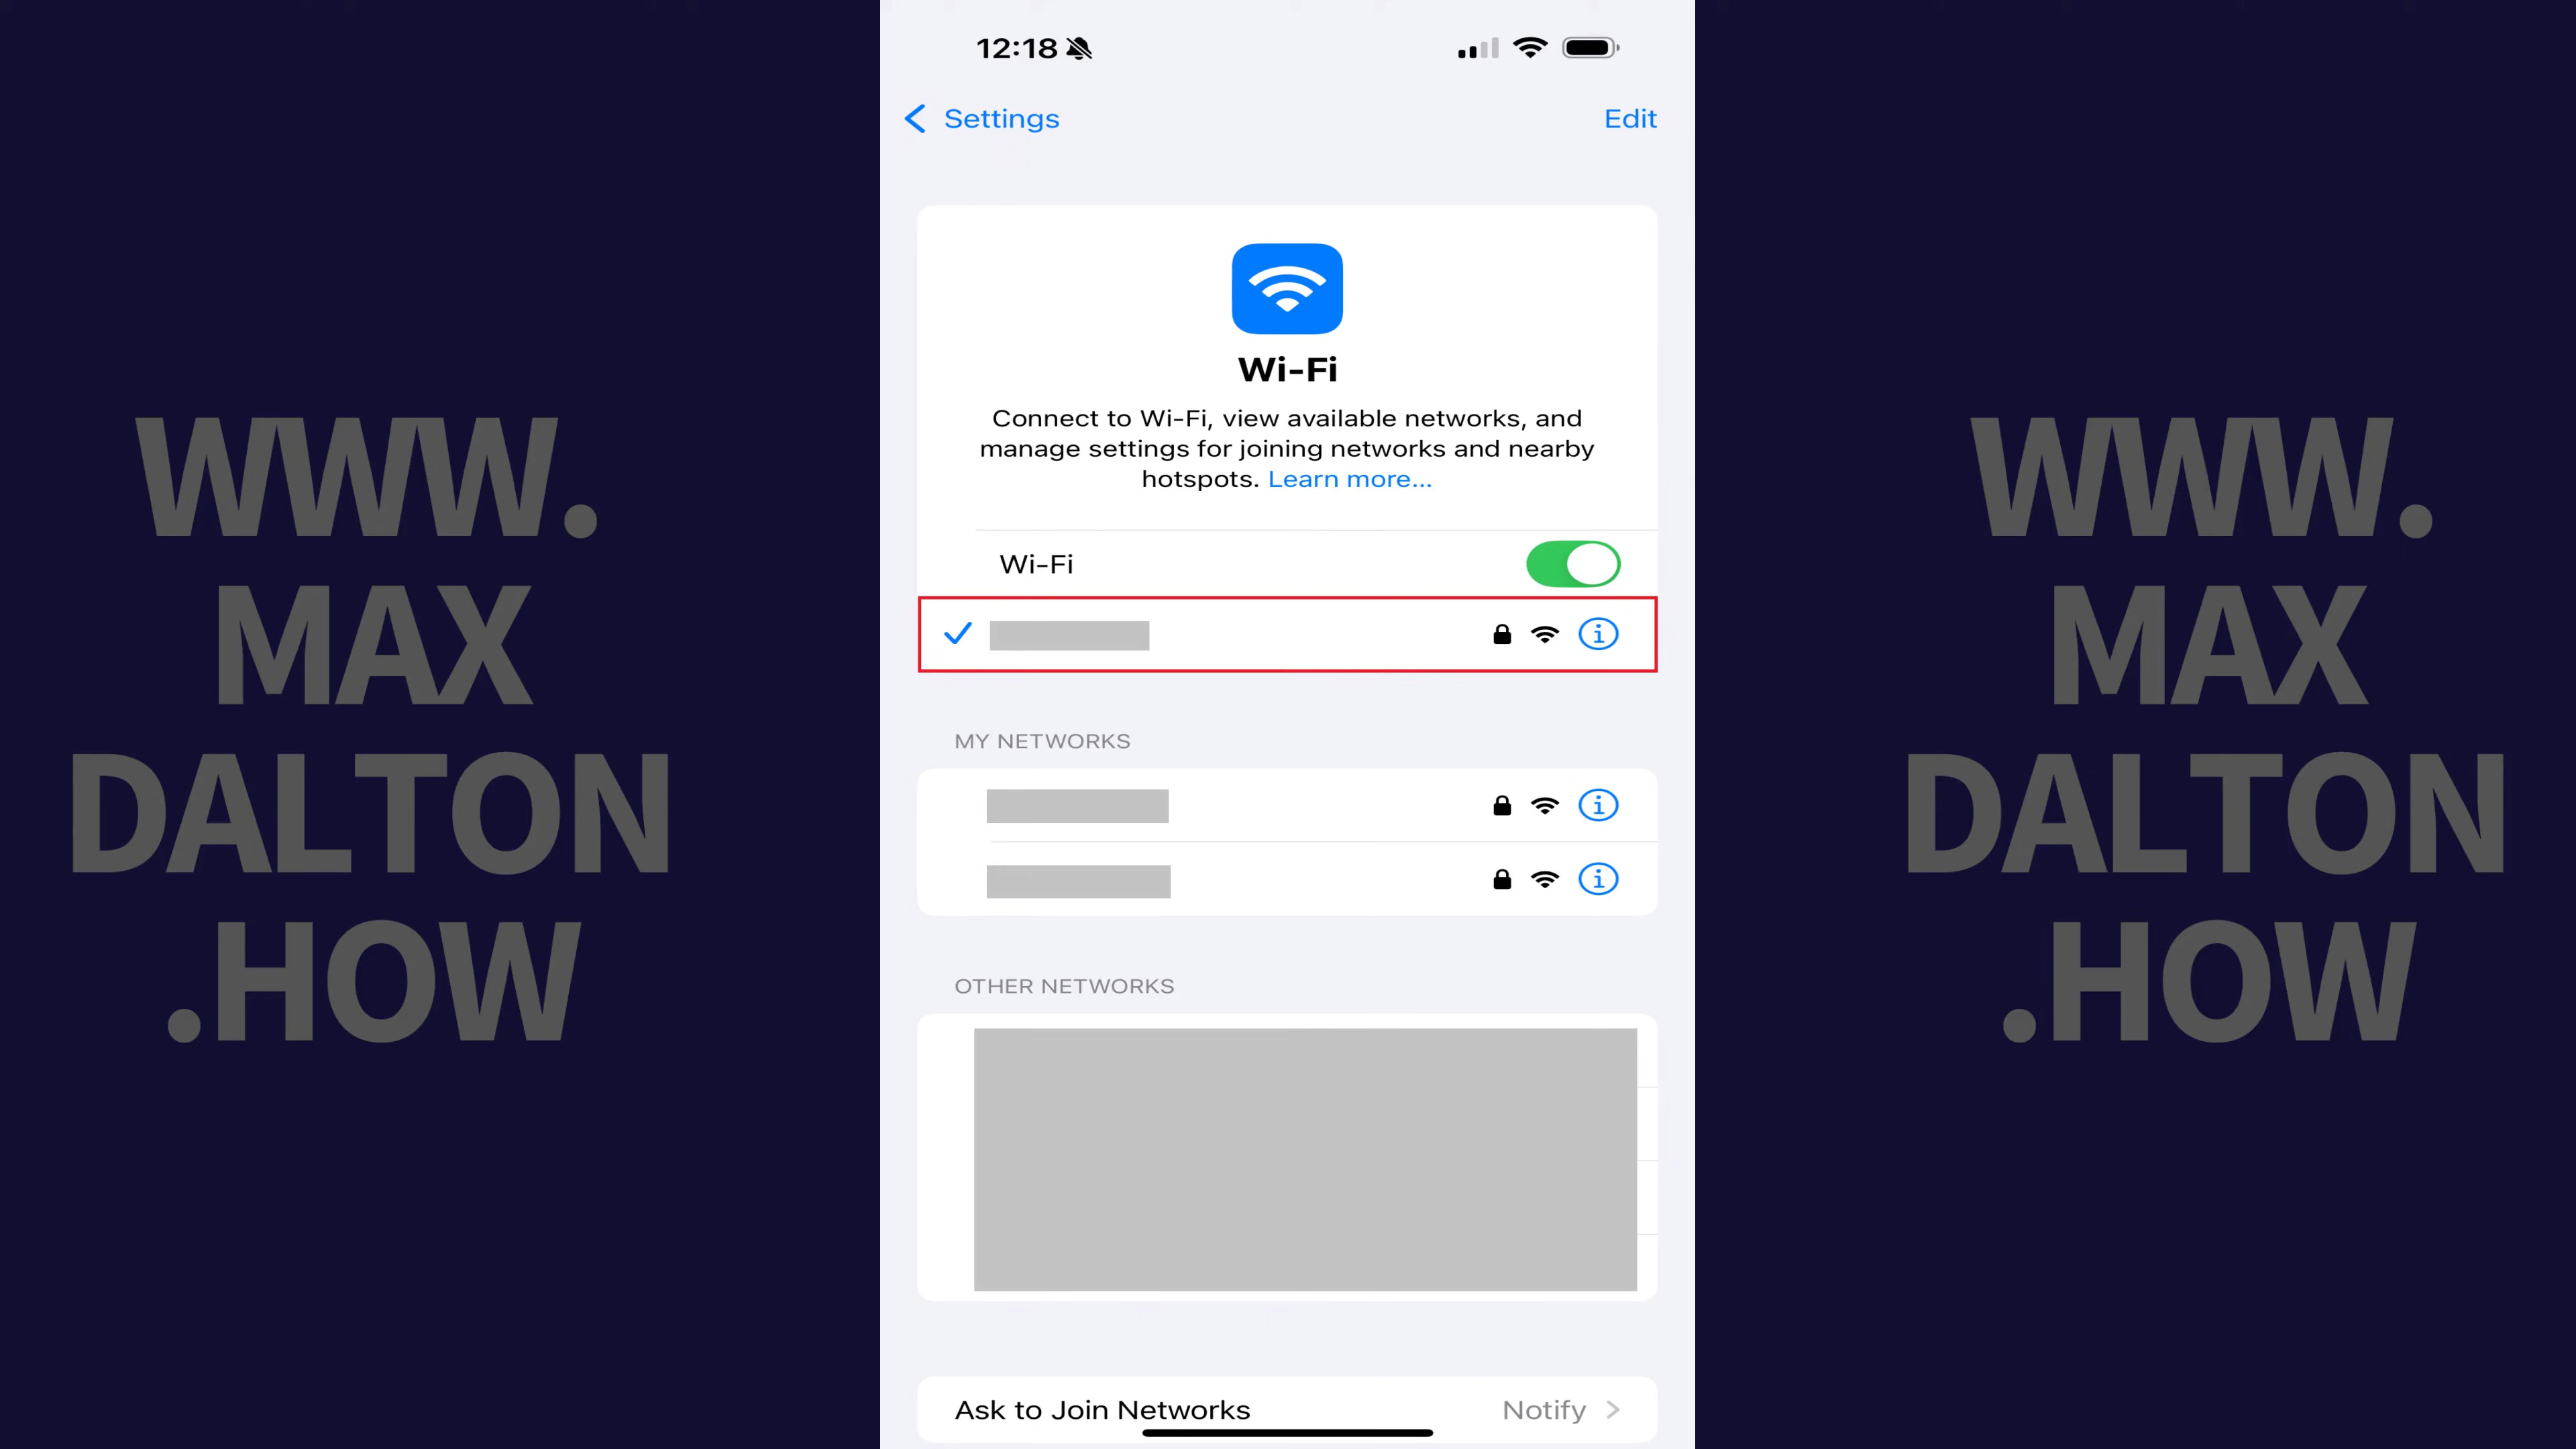 WWW.
MAX
DALTON
.HOW
12:18
Settings
Edit
Wi-Fi
Connect to Wi-Fi, view available networks, and
manage settings for joining networks and nearby
hotspots. Learn more...
Wi-Fi
MY NETWORKS
OTHER NETWORKS
Ask to Join Networks
Notify
WWW.
MAX
DALTON
.HOW